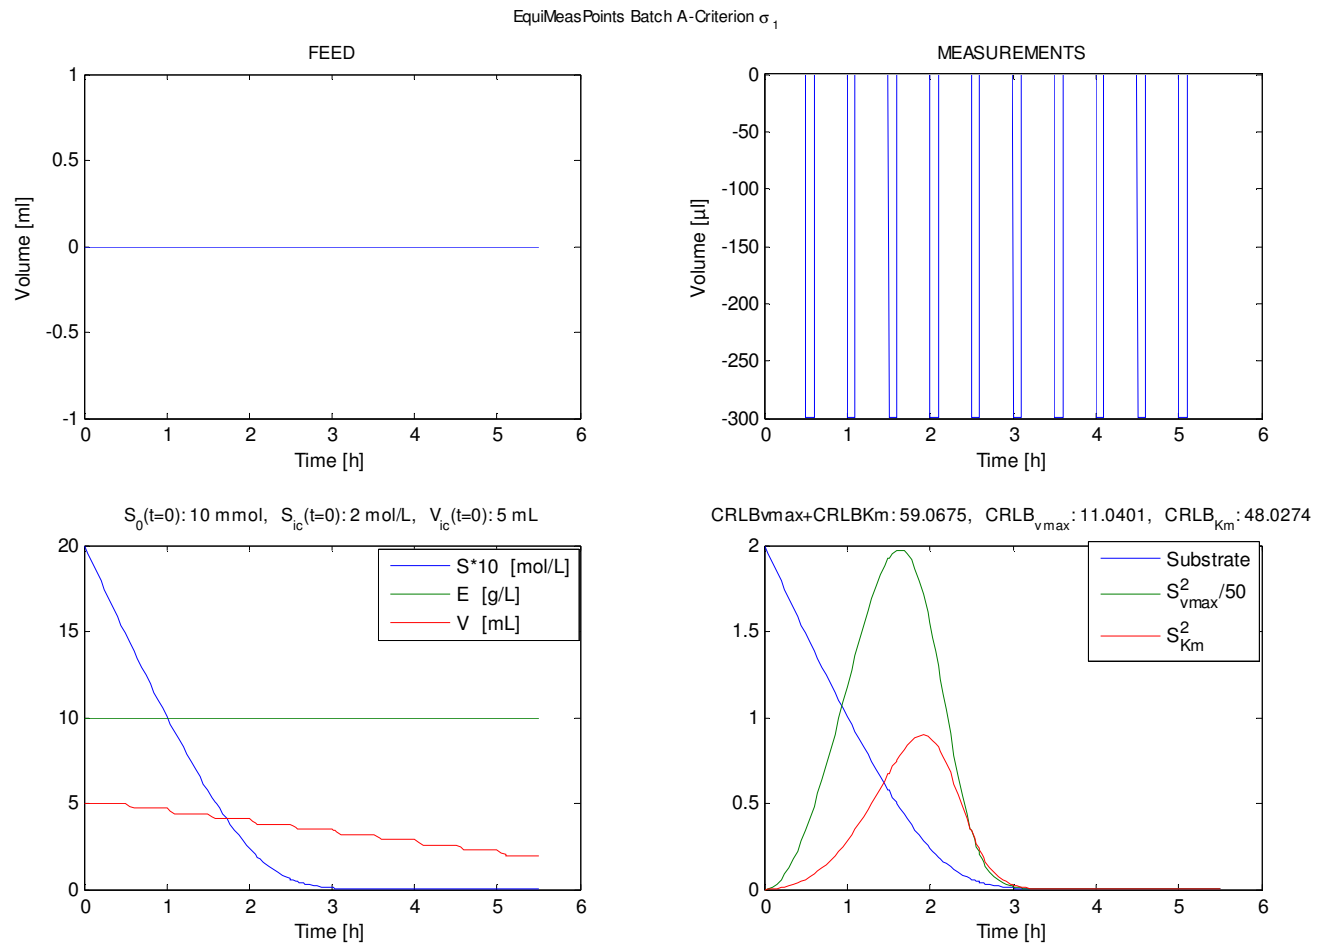 EquiMeasPoints Batch A-Criterion σ1
FEED
1
0.5
0
-0.5
-1
Volume [ml]
0 1 2 3 4 5 6
Time [h]
MEASUREMENTS
0
-50
-100
-150
-200
-250
-300
Volume [µl]
0 1 2 3 4 5 6
Time [h]
S0(t=0): 10 mmol, Sic(t=0): 2 mol/L, Vic(t=0): 5 mL
20
15
10
5
0
S*10 [mol/L]
E [g/L]
V [mL]
0 1 2 3 4 5 6
Time [h]
CRLBvmax+CRLBKm: 59.0675, CRLBvmax: 11.0401, CRLBKm: 48.0274
2
1.5
1
0.5
0
Substrate
S²vmax/50
S²Km
0 1 2 3 4 5 6
Time [h]